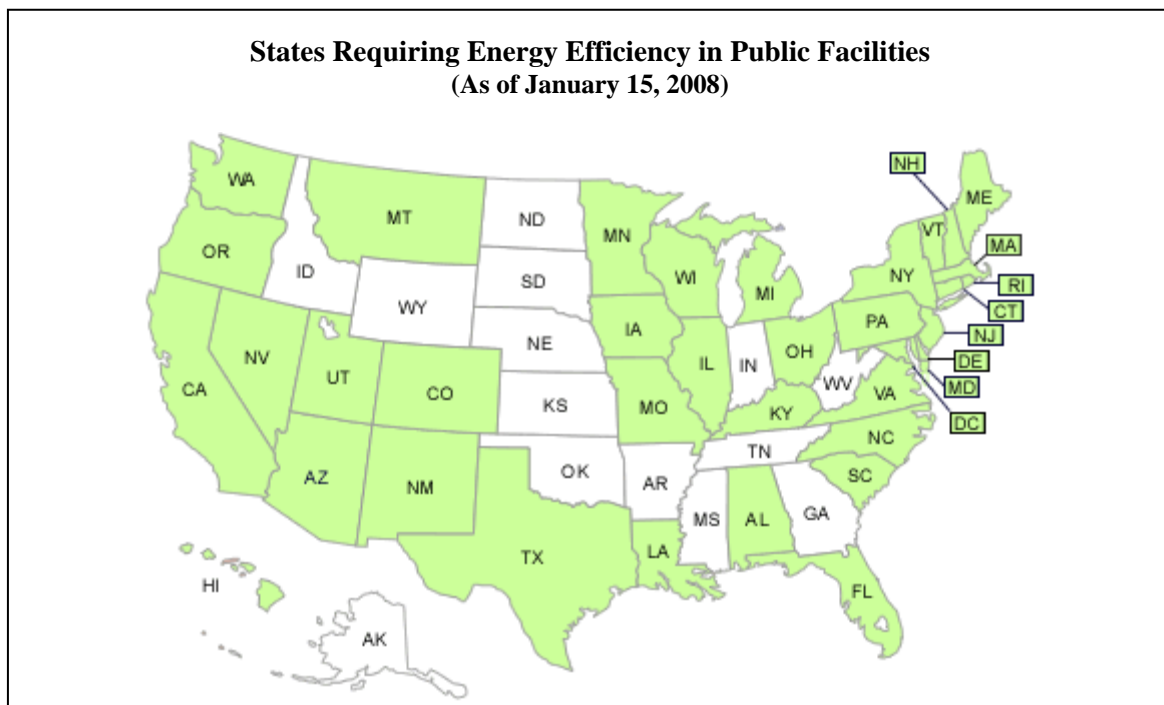 States Requiring Energy Efficiency in Public Facilities
(As of January 15, 2008)
NH
ME
WA
MT
ND
MN
VT
MA
OR
ID
SD
WI
NY
RI
WY
MI
CT
IA
PA
NJ
NE
NV
UT
IL
IN
OH
DE
CA
CO
WV
MD
KS
MO
KY
VA
DC
TN
NC
AZ
NM
OK
AR
SC
MS
AL
GA
TX
LA
HI
FL
AK